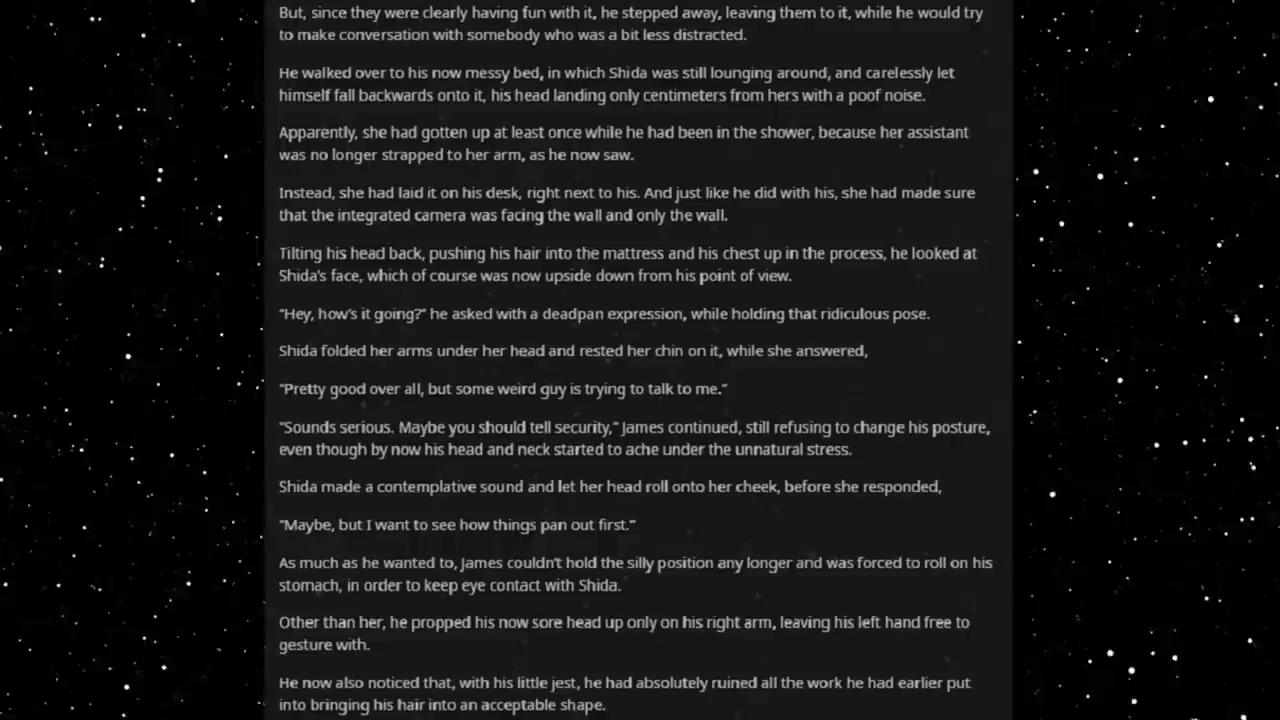 But, since they were clearly having fun with it, he stepped away, leaving them to it, while he would try
to make conversation with somebody who was a bit less distracted.
He walked over to his now messy bed, in which Shida was still lounging around, and carelessly let
himself fall backwards onto it, his head landing only centimeters from hers with a poof noise.
Apparently, she had gotten up at least once while he had been in the shower, because her assistant
was no longer strapped to her arm, as he now saw.
Instead, she had laid it on his desk, right next to his. And just like he did with his, she had made sure
that the integrated camera was facing the wall and only the wall.
Tilting his head back, pushing his hair into the mattress and his chest up in the process, he looked at
Shida's face, which of course was now upside down from his point of view.
"Hey, how's it going?" he asked with a deadpan expression, while holding that ridiculous pose.
Shida folded her arms under her head and rested her chin on it, while she answered,
"Pretty good over all, but some weird guy is trying to talk to me."
"Sounds serious. Maybe you should tell security," James continued, still refusing to change his posture,
even though by now his head and neck started to ache under the unnatural stress.
Shida made a contemplative sound and let her head roll onto her cheek, before she responded,
"Maybe, but I want to see how things pan out first."
As much as he wanted to, James couldn't hold the silly position any longer and was forced to roll on his
stomach, in order to keep eye contact with Shida.
Other than her, he propped his now sore head up only on his right arm, leaving his left hand free to
gesture with.
He now also noticed that, with his little jest, he had absolutely ruined all the work he had earlier put
into bringing his hair into an acceptable shape.